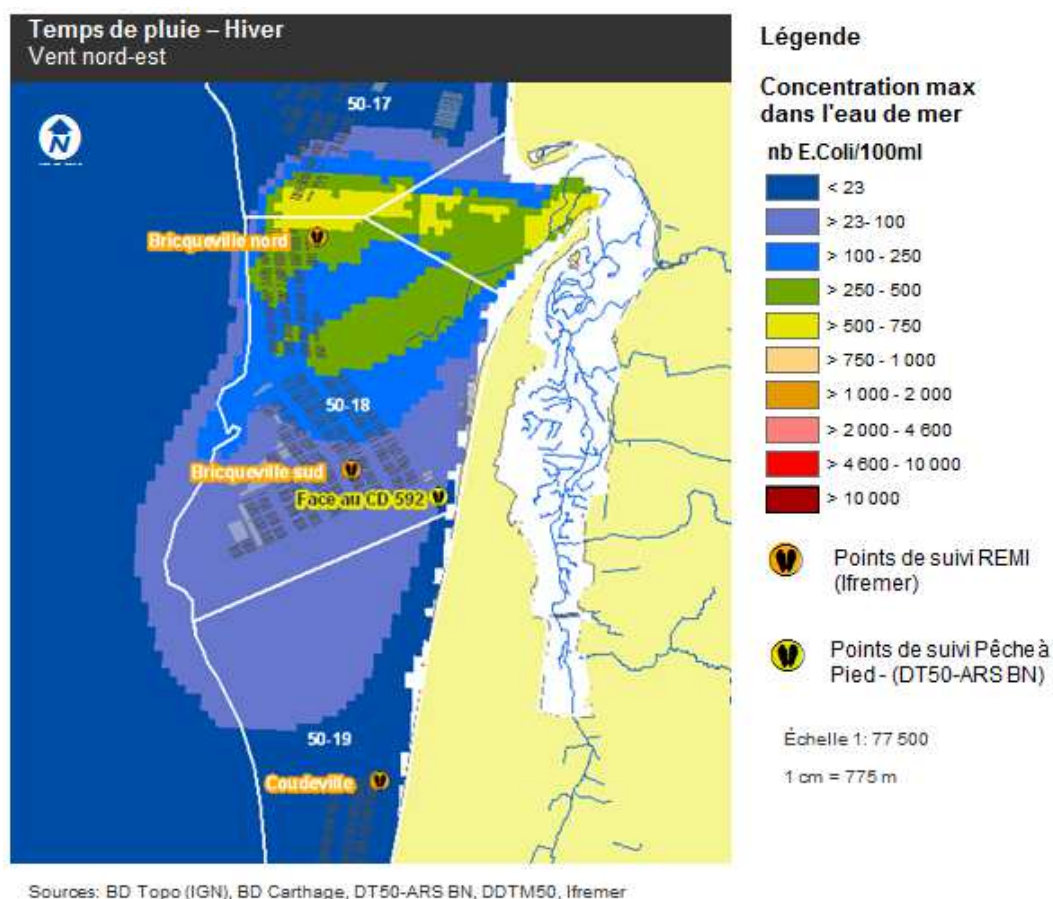 Temps de pluie – Hiver
Vent nord-est
N
50-17
Bricqueville nord
50-18
Bricqueville sud
Face au CD 592
50-19
Coudeville
Légende
Concentration max
dans l'eau de mer
nb E.Coli/100ml
< 23
> 23- 100
> 100 - 250
> 250 - 500
> 500 - 750
> 750 - 1 000
> 1 000 - 2 000
> 2 000 - 4 600
> 4 600 - 10 000
> 10 000
Points de suivi REMI
(Ifremer)
Points de suivi Pêche à
Pied - (DT50-ARS BN)
Échelle 1: 77 500
1 cm = 775 m
Sources: BD Topo (IGN), BD Carthage, DT50-ARS BN, DDTM50, Ifremer